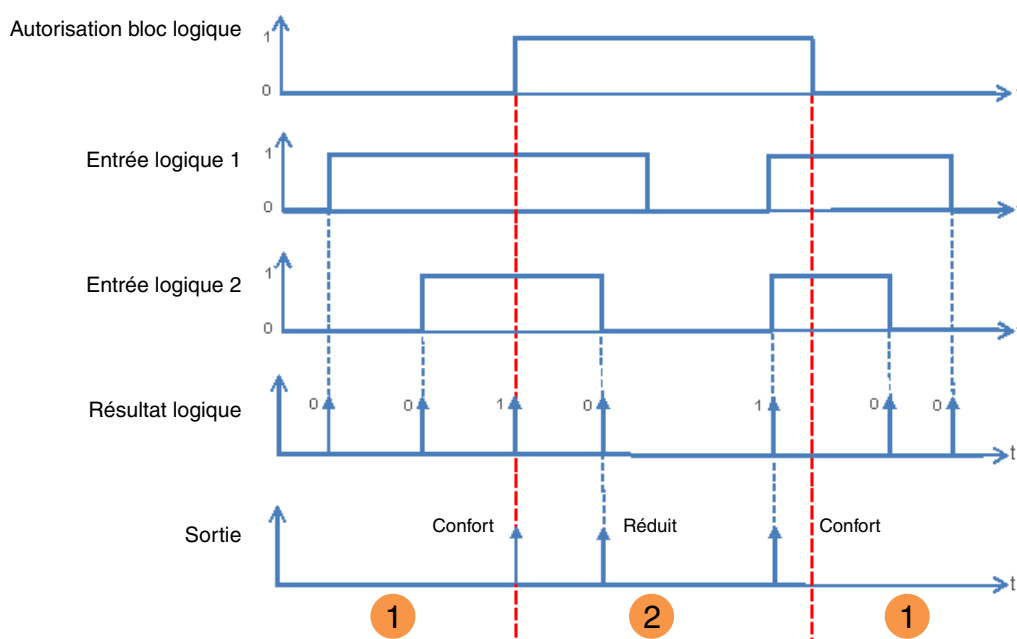 Autorisation bloc logique
1
0
Entrée logique 1
1
0
Entrée logique 2
1
0
Résultat logique
0
0
1
0
1
0
0
t
Sortie
Confort
Réduit
Confort
t
1
2
1